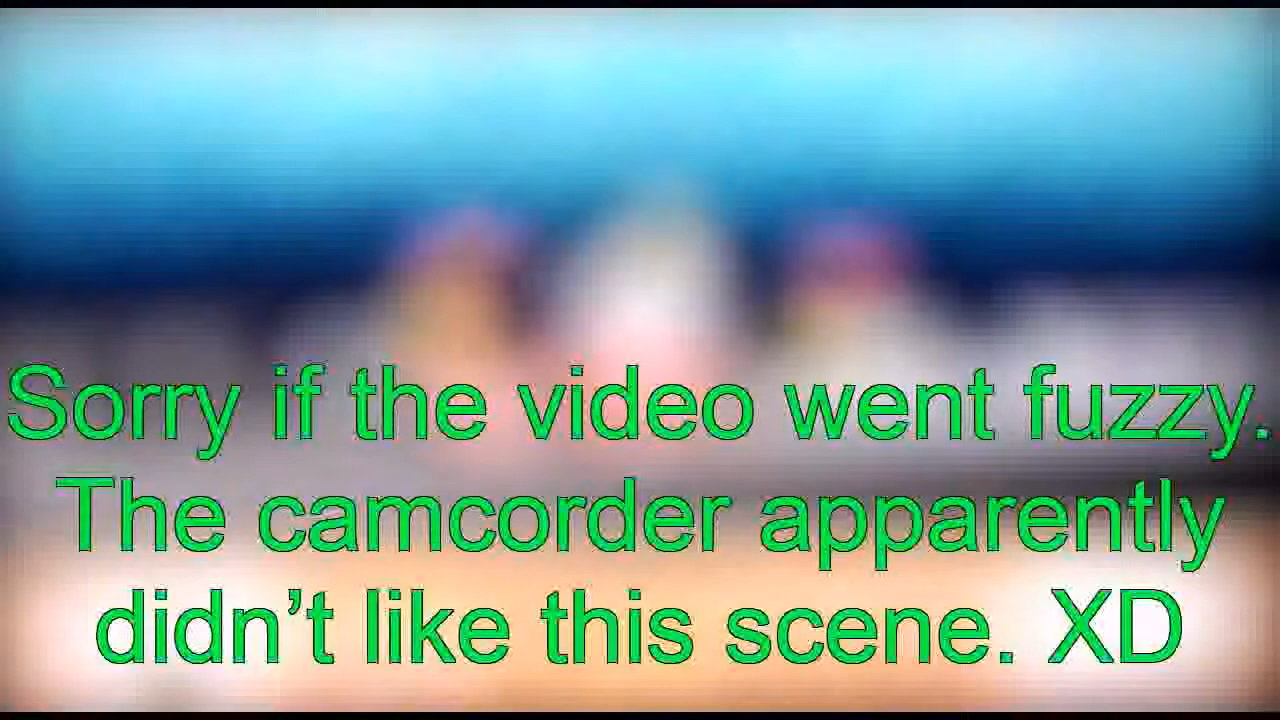 Sorry if the video went fuzzy.
The camcorder apparently
didn’t like this scene. XD